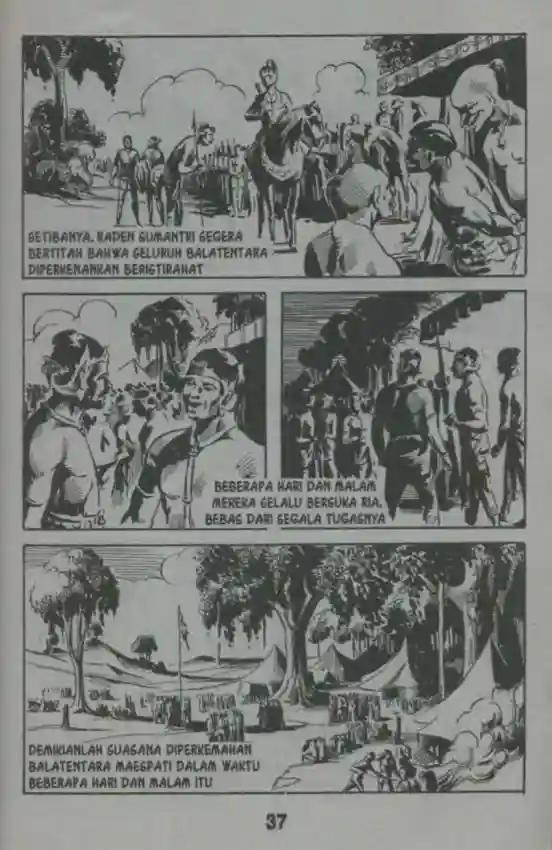 SETIBANYA, RADEN SUMANTRI SEGERA
BERTITAH BAHWA SELURUH BALATENTARA
DIPERKENANKAN BERISTIRAHAT
BEBERAPA HARI DAN MALAM
MEREKA SELALU BERSUKA RIA,
BEBAS DARI SEGALA TUGASNYA
DEMIKIANLAH SUASANA DIPERKEMAHAN
BALATENTARA MAESPATI DALAM WAKTU
BEBERAPA HARI DAN MALAM ITU
37